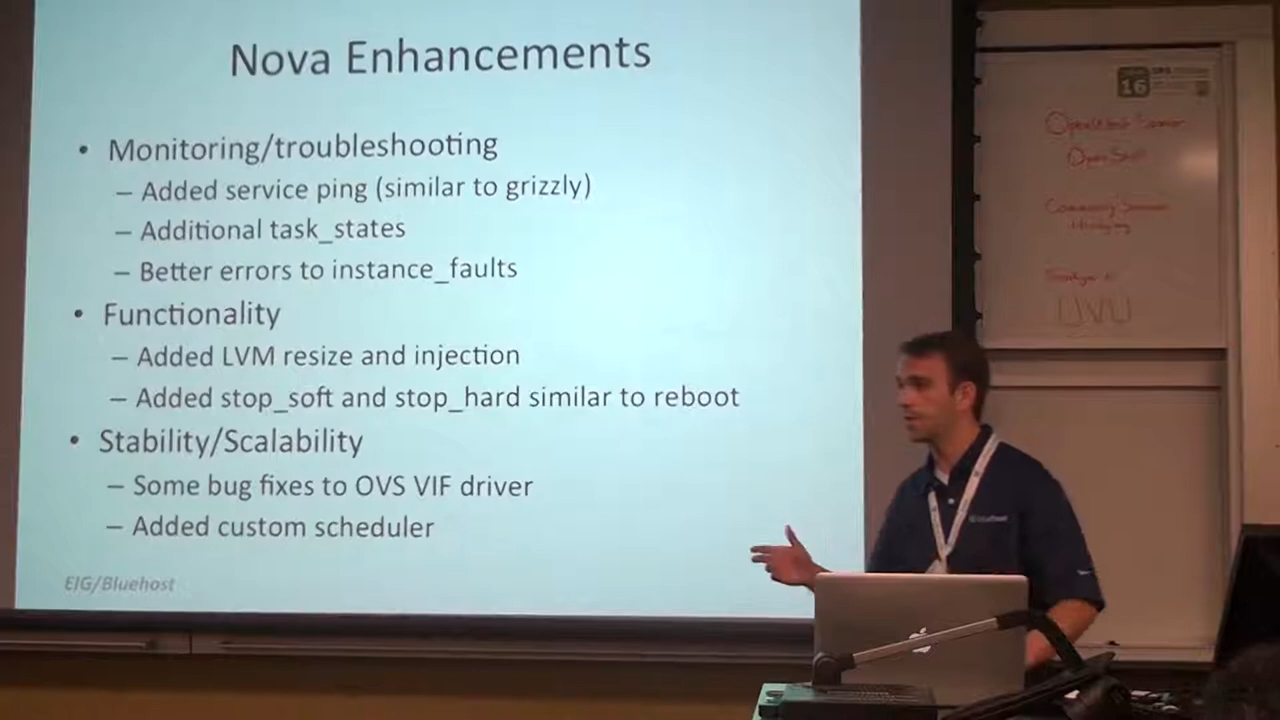 Nova Enhancements
• Monitoring/troubleshooting
– Added service ping (similar to grizzly)
– Additional task_states
– Better errors to instance_faults
• Functionality
– Added LVM resize and injection
– Added stop_soft and stop_hard similar to reboot
• Stability/Scalability
– Some bug fixes to OVS VIF driver
– Added custom scheduler
EIG/Bluehost
16
UVU